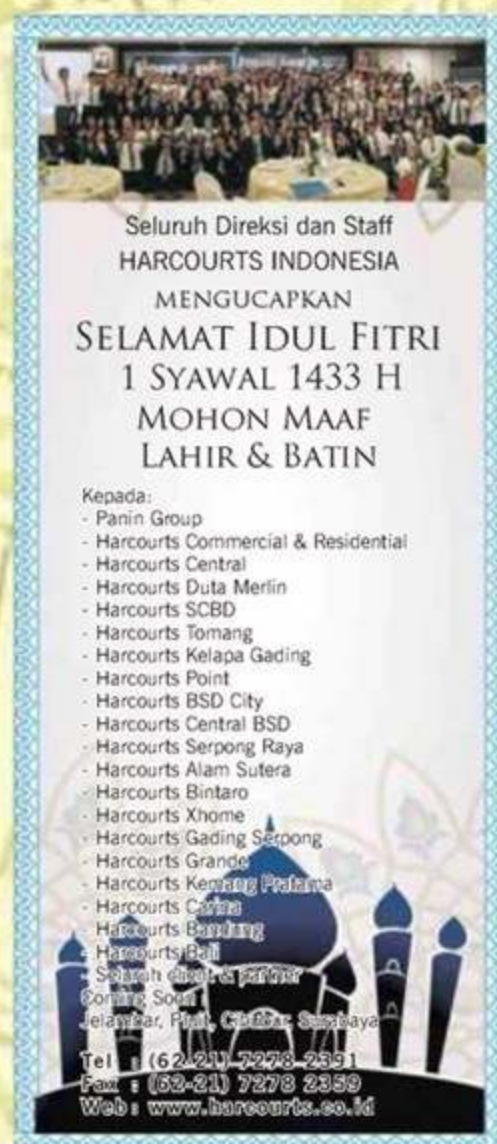 Seluruh Direksi dan Staff
HARCOURTS INDONESIA
MENGUCAPKAN
SELAMAT IDUL FITRI
1 SYAWAL 1433 H
MOHON MAAF
LAHIR & BATIN
Kepada:
- Panin Group
- Harcourts Commercial & Residential
- Harcourts Central
- Harcourts Duta Merlin
- Harcourts SCBD
- Harcourts Tomang
- Harcourts Kelapa Gading
- Harcourts Point
- Harcourts BSD City
- Harcourts Central BSD
- Harcourts Serpong Raya
- Harcourts Alam Sutera
- Harcourts Bintaro
- Harcourts Xhome
- Harcourts Gading Serpong
- Harcourts Grande
- Harcourts Kemang Pratama
- Harcourts Carina
- Harcourts Bandung
- Harcourts Bali
- Seluruh client & partner
Coming Soon
Jelambar, Surabaya
Tel : (62-21) 7278 2391
Fax : (62-21) 7278 2359
Web : www.harcourts.co.id